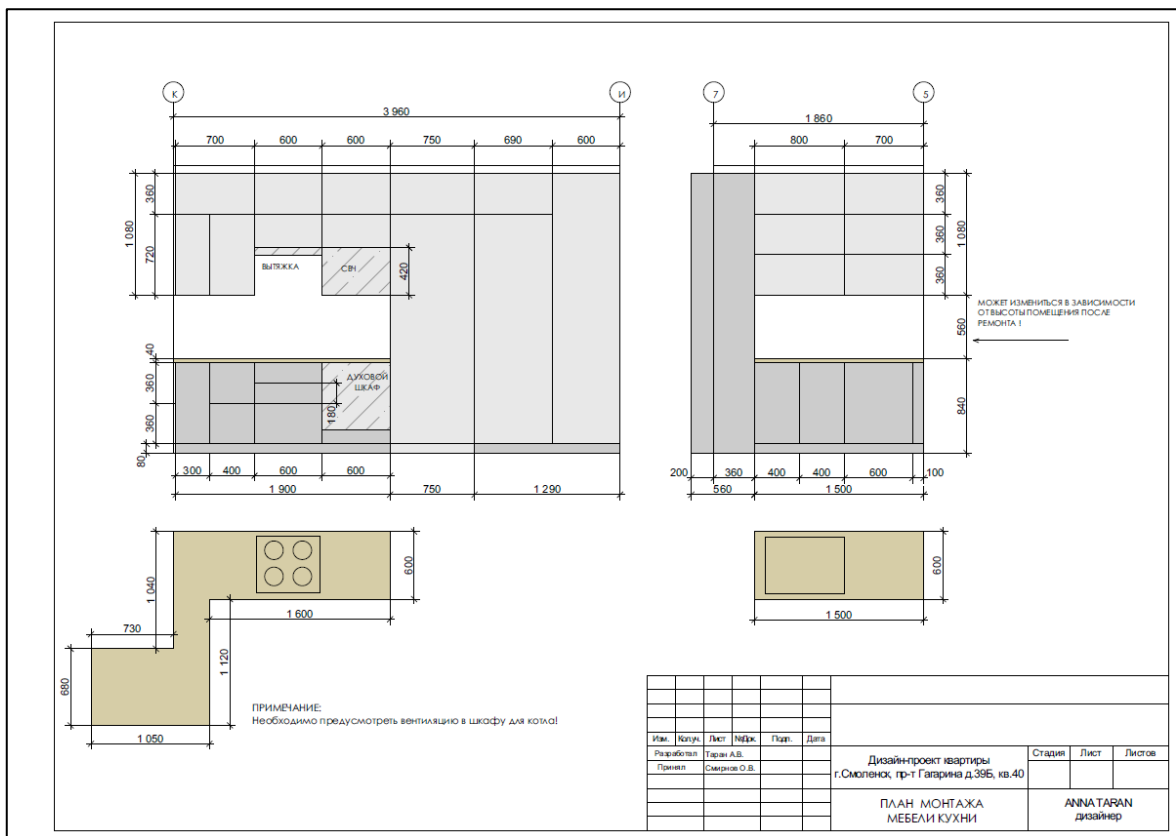 К
И
7
5
3 960
1 860
700
600
600
750
690
600
800
700
360
1 080
720
360
1 080
360
360
ВЫТЯЖКА
СВЧ
420
МОЖЕТ ИЗМЕНИТЬСЯ В ЗАВИСИМОСТИ
ОТ ВЫСОТЫ ПОМЕЩЕНИЯ ПОСЛЕ
РЕМОНТА !
560
40
ДУХОВОЙ
ШКАФ
360
180
360
840
80
300
400
600
600
200
360
400
400
600
100
1 900
750
1 290
560
1 500
1 040
600
600
1 600
1 500
730
1 120
680
1 050
ПРИМЕЧАНИЕ:
Необходимо предусмотреть вентиляцию в шкафу для котла!
Изм. Кол.уч. Лист №Док. Подп. Дата
Разработал Таран А.В.
Принял Смирнов О.В.
Дизайн-проект квартиры
г.Смоленск, пр-т Гагарина д.39Б, кв.40
Стадия Лист Листов
ПЛАН МОНТАЖА
МЕБЕЛИ КУХНИ
ANNA TARAN
дизайнер